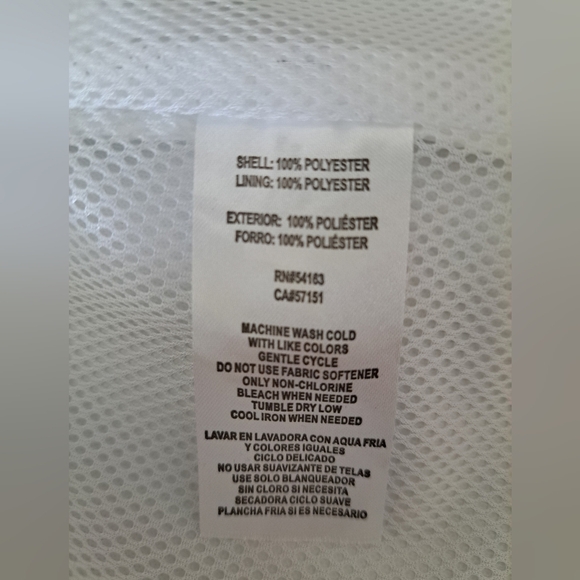 SHELL: 100% POLYESTER
LINING: 100% POLYESTER
EXTERIOR: 100% POLIÉSTER
FORRO: 100% POLIÉSTER
RN#54163
CA#57151
MACHINE WASH COLD
WITH LIKE COLORS
GENTLE CYCLE
DO NOT USE FABRIC SOFTENER
ONLY NON-CHLORINE
BLEACH WHEN NEEDED
TUMBLE DRY LOW
COOL IRON WHEN NEEDED
LAVAR EN LAVADORA CON AQUA FRIA
Y COLORES IGUALES
CICLO DELICADO
NO USAR SUAVIZANTE DE TELAS
USE SOLO BLANQUEADOR
SIN CLORO SI NECESITA
SECADORA CICLO SUAVE
PLANCHA FRIA SI ES NECESARIO